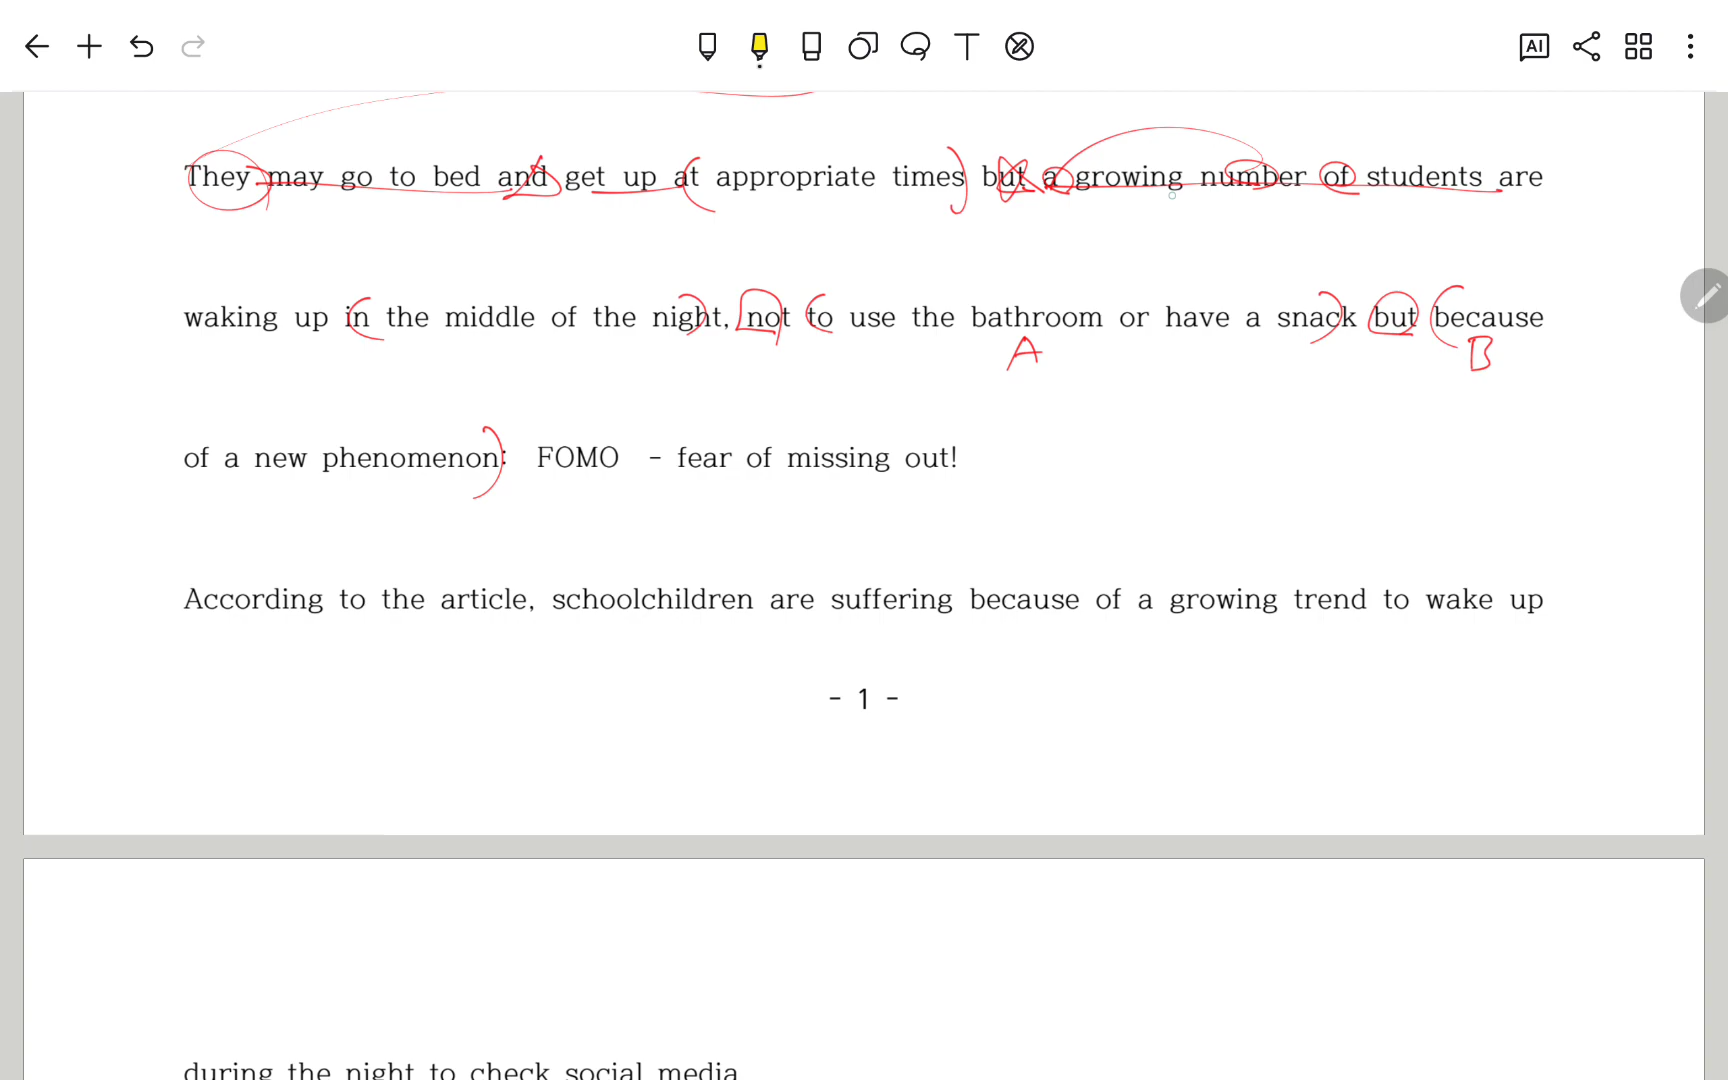 AI
They may go to bed and get up at appropriate times but a growing number of students are
waking up in the middle of the night, not to use the bathroom or have a snack but because
A B
of a new phenomenon: FOMO - fear of missing out!
According to the article, schoolchildren are suffering because of a growing trend to wake up
- 1 -
during the night to check social media